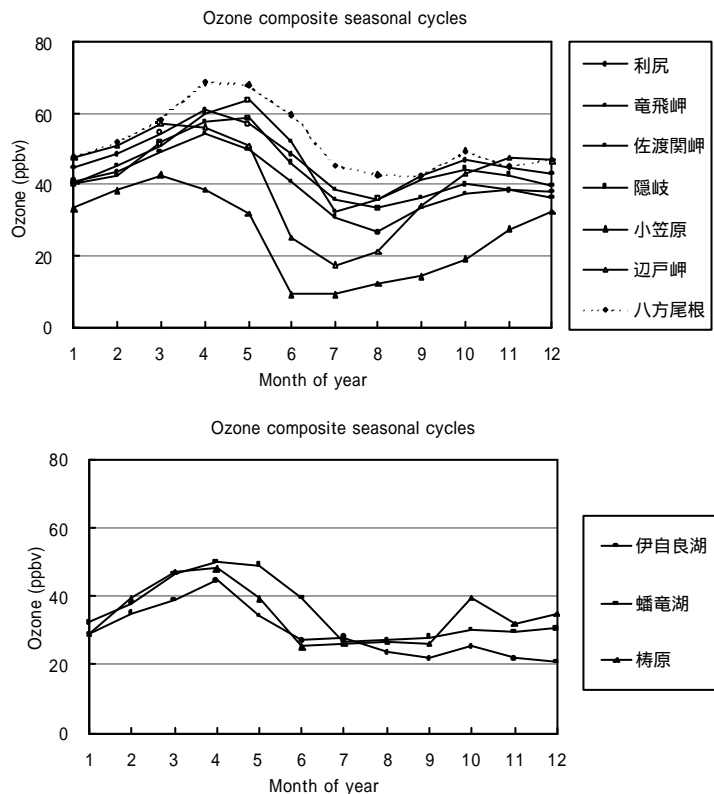 Ozone composite seasonal cycles
80
60
40
20
0
Ozone (ppbv)
1 2 3 4 5 6 7 8 9 10 11 12
Month of year
利尻
竜飛岬
佐渡関岬
隠岐
小笠原
辺戸岬
八方尾根
Ozone composite seasonal cycles
80
60
40
20
0
Ozone (ppbv)
1 2 3 4 5 6 7 8 9 10 11 12
Month of year
伊自良湖
蟠竜湖
梼原